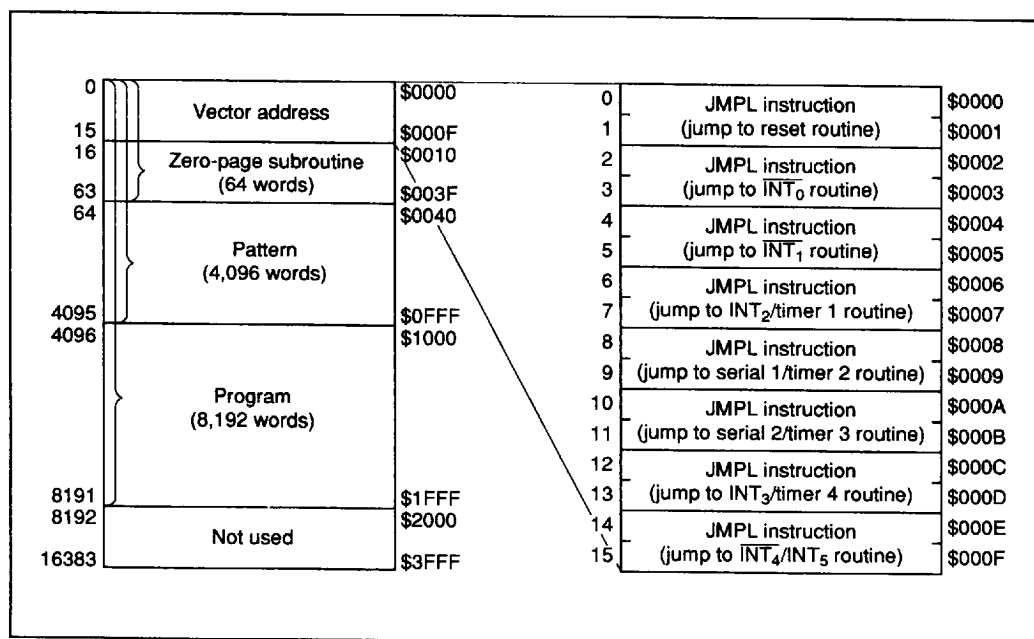 0
Vector address
$0000
15
$000F
16
Zero-page subroutine
(64 words)
$0010
63
$003F
64
Pattern
(4,096 words)
$0040
4095
$0FFF
4096
Program
(8,192 words)
$1000
8191
$1FFF
8192
Not used
$2000
16383
$3FFF
0 JMPL instruction $0000
1 (jump to reset routine) $0001
2 JMPL instruction $0002
3 (jump to I̅N̅T̅₀ routine) $0003
4 JMPL instruction $0004
5 (jump to I̅N̅T̅₁ routine) $0005
6 JMPL instruction $0006
7 (jump to INT₂/timer 1 routine) $0007
8 JMPL instruction $0008
9 (jump to serial 1/timer 2 routine) $0009
10 JMPL instruction $000A
11 (jump to serial 2/timer 3 routine) $000B
12 JMPL instruction $000C
13 (jump to INT₃/timer 4 routine) $000D
14 JMPL instruction $000E
15 (jump to I̅N̅T̅₄/INT₅ routine) $000F